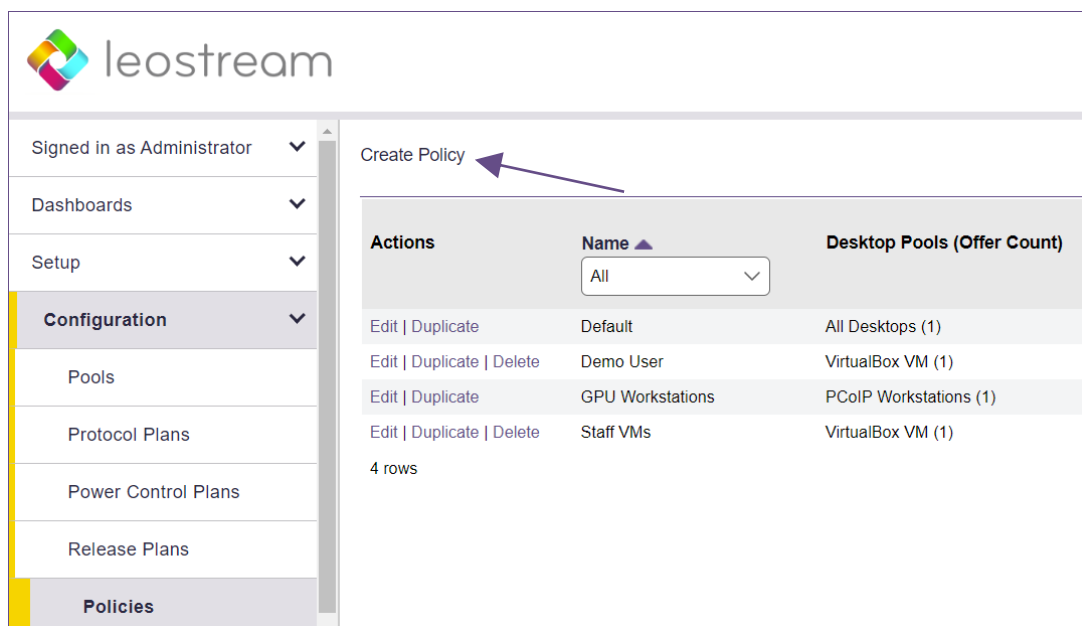 leostream
Signed in as Administrator
Dashboards
Setup
Configuration
Pools
Protocol Plans
Power Control Plans
Release Plans
Policies
Create Policy
Actions Name Desktop Pools (Offer Count)
All
Edit | Duplicate Default All Desktops (1)
Edit | Duplicate | Delete Demo User VirtualBox VM (1)
Edit | Duplicate GPU Workstations PCoIP Workstations (1)
Edit | Duplicate | Delete Staff VMs VirtualBox VM (1)
4 rows